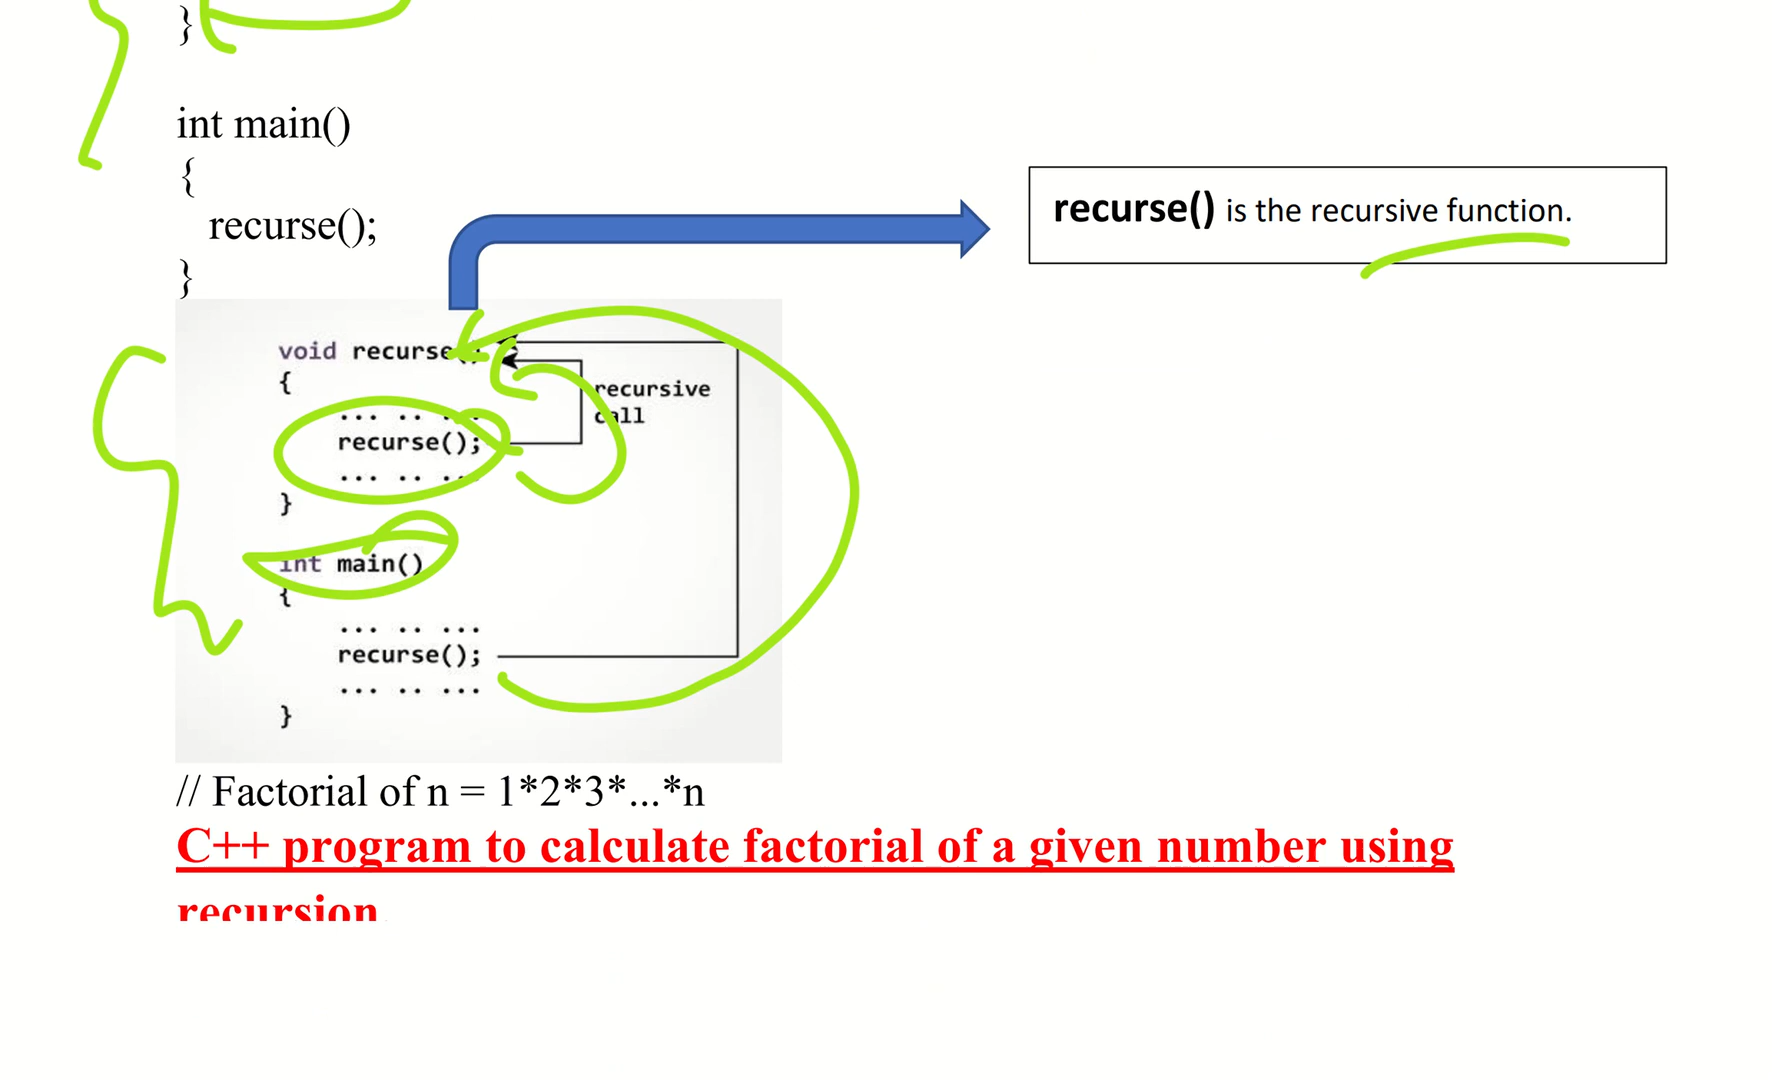 }
int main()
{
recurse();
}
recurse() is the recursive function.
void recurse()
{
... .. ...
recurse();
... .. ...
}
recursive
call
int main()
{
... .. ...
recurse();
... .. ...
}
// Factorial of n = 1*2*3*...*n
C++ program to calculate factorial of a given number using
recursion